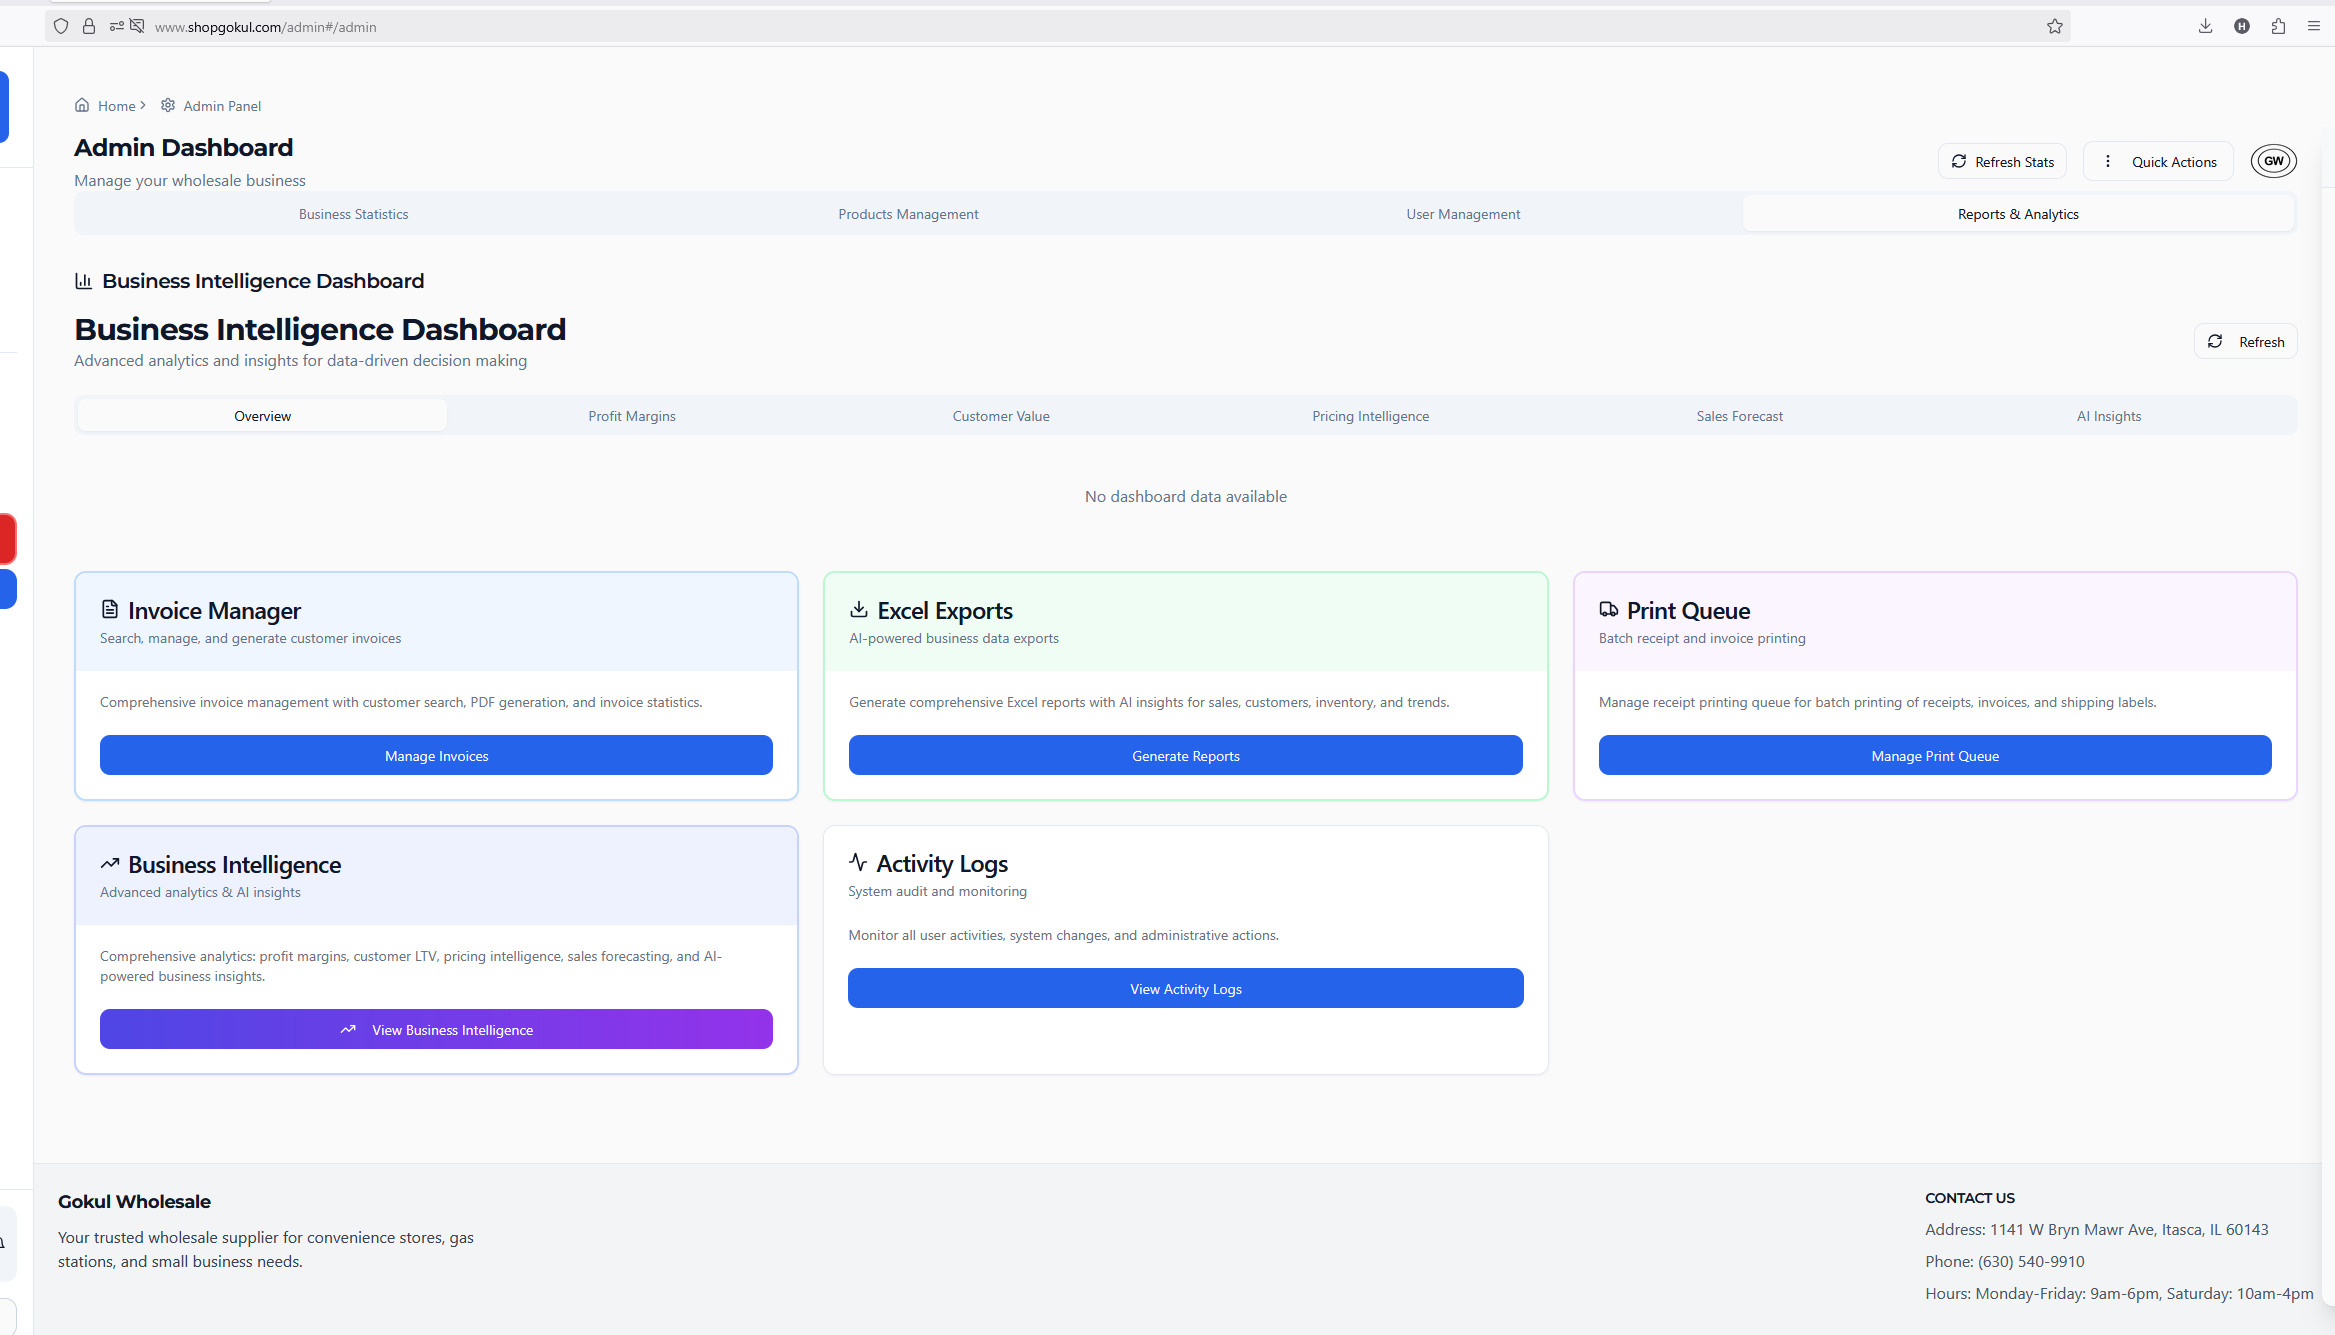 www.shopgokul.com/admin#/admin
H
Home
Admin Panel
Admin Dashboard
Manage your wholesale business
Refresh Stats
Quick Actions
GW
Business Statistics
Products Management
User Management
Reports & Analytics
Business Intelligence Dashboard
Business Intelligence Dashboard
Advanced analytics and insights for data-driven decision making
Refresh
Overview
Profit Margins
Customer Value
Pricing Intelligence
Sales Forecast
AI Insights
No dashboard data available
Invoice Manager
Search, manage, and generate customer invoices
Comprehensive invoice management with customer search, PDF generation, and invoice statistics.
Manage Invoices
Excel Exports
AI-powered business data exports
Generate comprehensive Excel reports with AI insights for sales, customers, inventory, and trends.
Generate Reports
Print Queue
Batch receipt and invoice printing
Manage receipt printing queue for batch printing of receipts, invoices, and shipping labels.
Manage Print Queue
Business Intelligence
Advanced analytics & AI insights
Comprehensive analytics: profit margins, customer LTV, pricing intelligence, sales forecasting, and AI-
powered business insights.
View Business Intelligence
Activity Logs
System audit and monitoring
Monitor all user activities, system changes, and administrative actions.
View Activity Logs
Gokul Wholesale
Your trusted wholesale supplier for convenience stores, gas
stations, and small business needs.
CONTACT US
Address: 1141 W Bryn Mawr Ave, Itasca, IL 60143
Phone: (630) 540-9910
Hours: Monday-Friday: 9am-6pm, Saturday: 10am-4pm